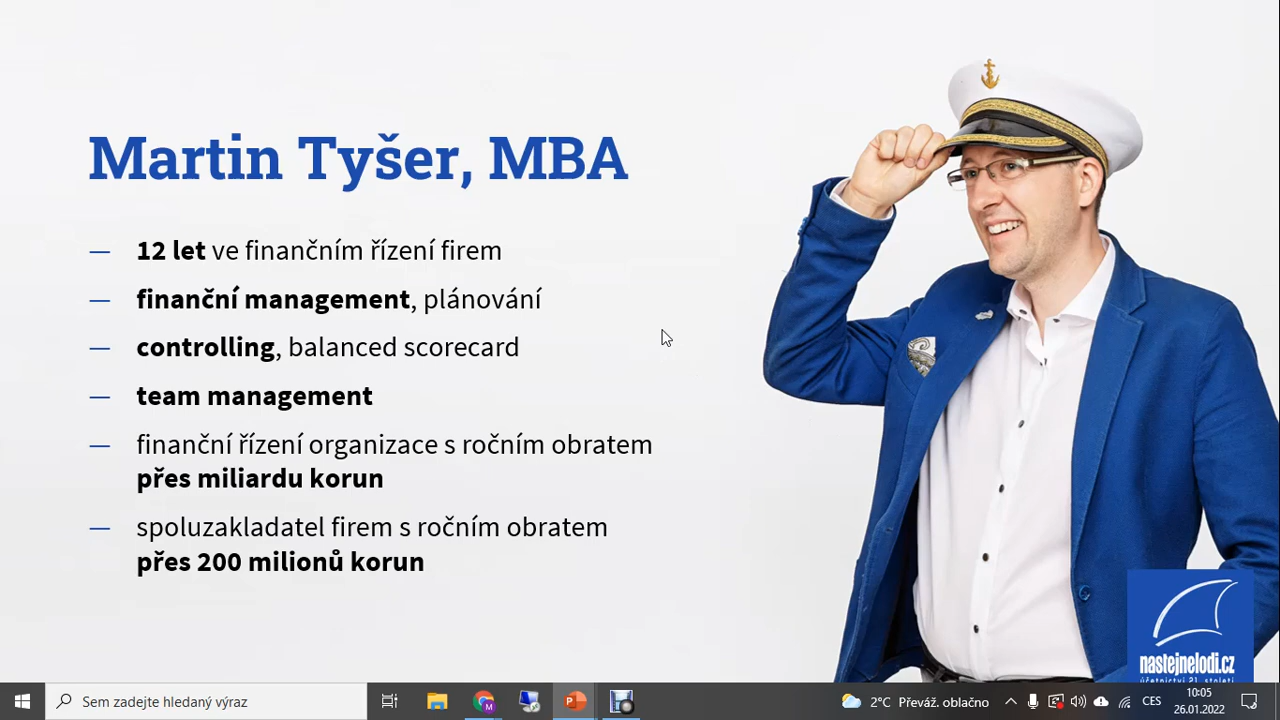 Martin Tyšer, MBA
— 12 let ve finančním řízení firem
— finanční management, plánování
— controlling, balanced scorecard
— team management
— finanční řízení organizace s ročním obratem
přes miliardu korun
— spoluzakladatel firem s ročním obratem
přes 200 milionů korun
nastejnelodi.cz
účetnictví 21. století
Sem zadejte hledaný výraz
2°C Převáž. oblačno
CES
10:05
26.01.2022